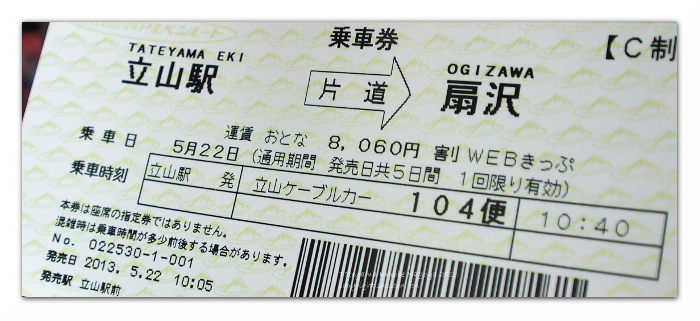 乗車券
【C制
TATEYAMA EKI
立山駅
片道
OGIZAWA
扇沢
運賃 おとな 8,060円 割 WEBきっぷ
乗車日 5月22日 (通用期間 発売日共5日間 1回限り有効)
乗車時刻 立山駅 発 立山ケーブルカー 104便 10:40
本券は座席の指定券ではありません。
混雑時は乗車時間が多少前後する場合があります。
No. 022530-1-001
発売日 2013. 5.22 10:05
発売駅 立山駅前